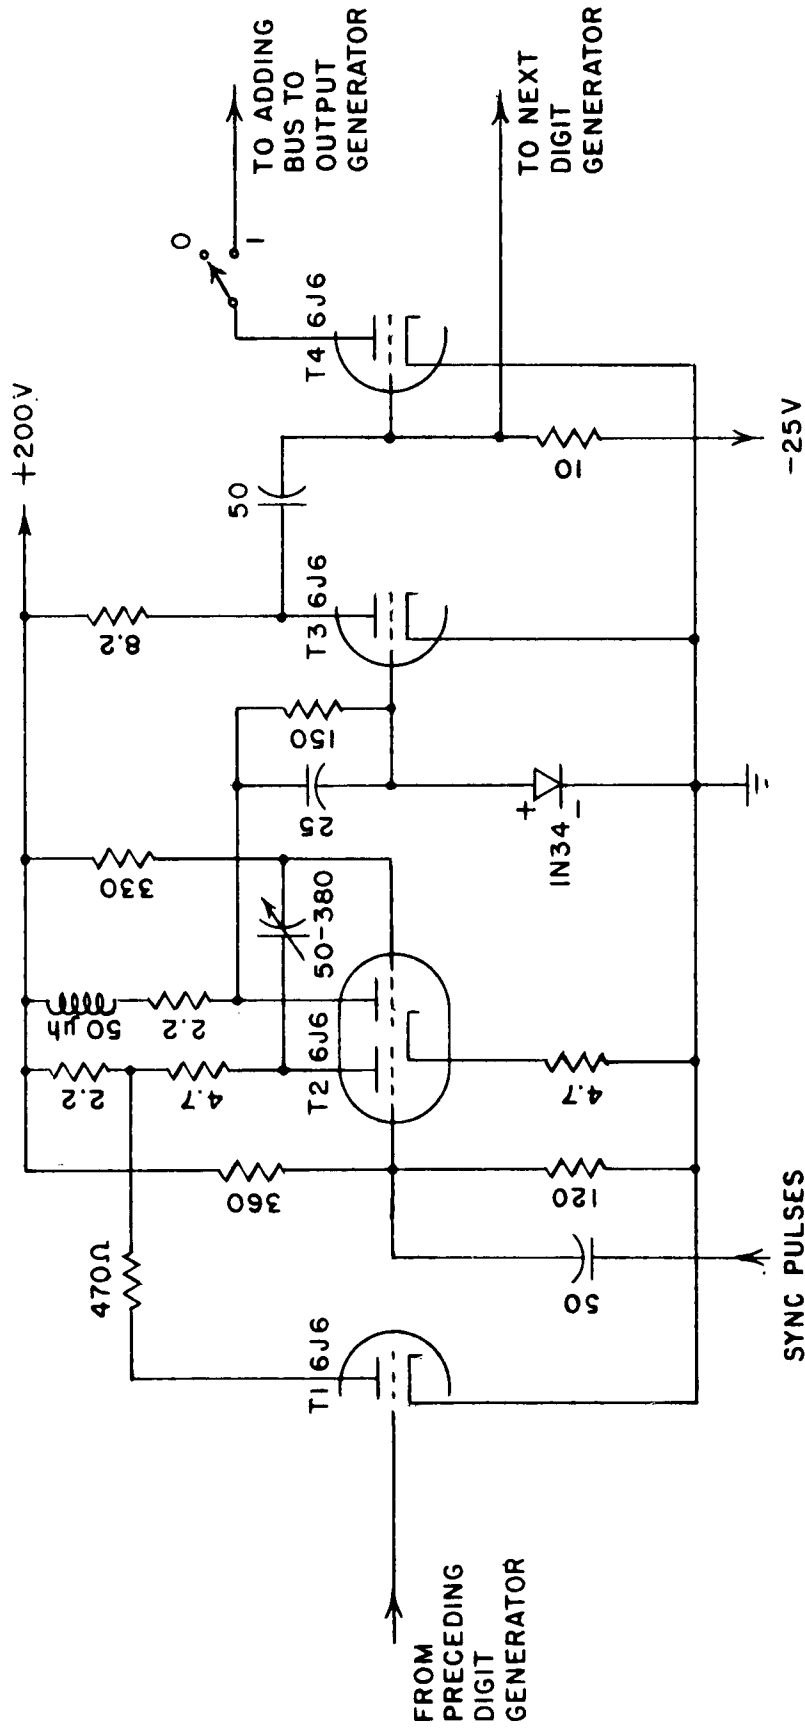 FROM
PRECEDING
DIGIT
GENERATOR
T1 6J6
470Ω
SYNC PULSES
50
360
120
2.2
4.7
T2 6J6
4.7
50 μh
2.2
50-380
330
25
150
1N34
+
-
T3 6J6
8.2
+200V
50
10
-25V
T4 6J6
0
1
TO ADDING
BUS TO
OUTPUT
GENERATOR
TO NEXT
DIGIT
GENERATOR